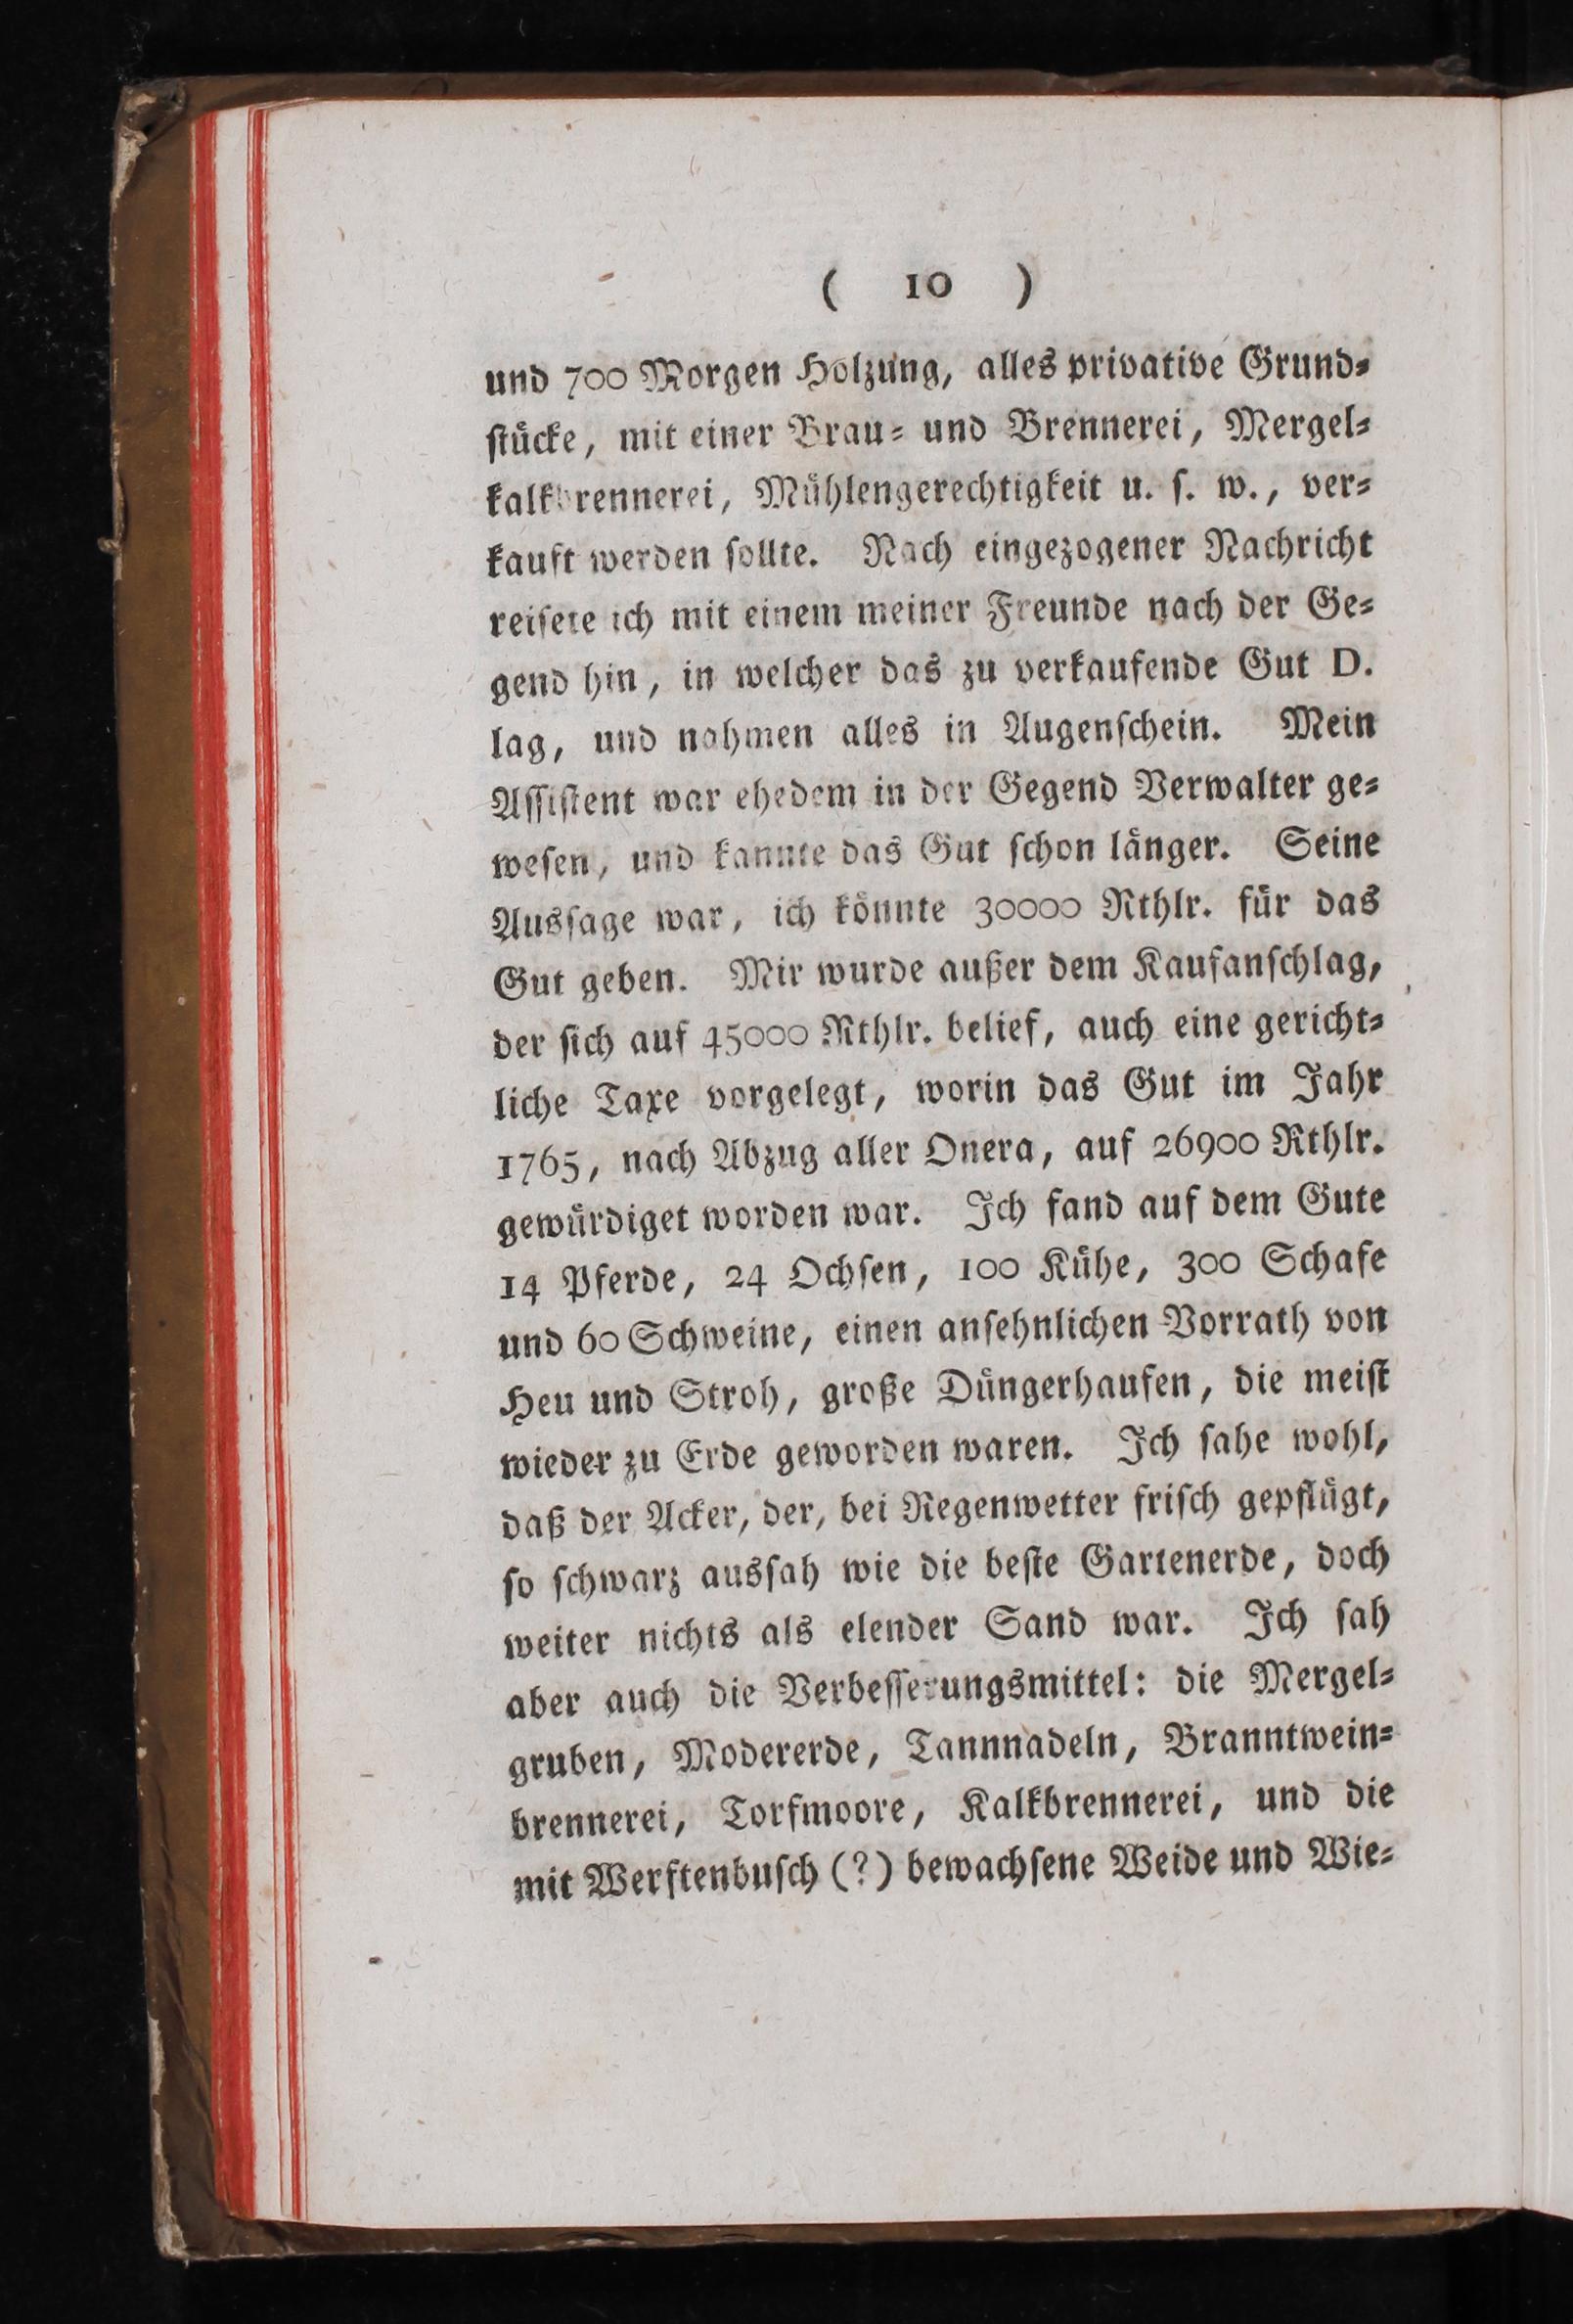 ( 10 )
und 700 Morgen Holzung, alles privative Grund⸗
ſtücke, mit einer Brau⸗ und Brennerei, Mergel⸗
kalkbrennerei, Mühlengerechtigkeit u. ſ. w., ver⸗
kauft werden ſollte. Nach eingezogener Nachricht
reiſete ich mit einem meiner Freunde nach der Ge⸗
gend hin, in welcher das zu verkaufende Gut D.
lag, und nahmen alles in Augenſchein. Mein
Aſſiſtent war ehedem in der Gegend Verwalter ge⸗
weſen, und kannte das Gut ſchon länger. Seine
Ausſage war, ich könnte 30000 Rthlr. für das
Gut geben. Mir wurde außer dem Kaufanſchlag,
der ſich auf 45000 Rthlr. belief, auch eine gericht⸗
liche Taxe vorgelegt, worin das Gut im Jahr
1765, nach Abzug aller Onera, auf 26900 Rthlr.
gewürdiget worden war. Ich fand auf dem Gute
14 Pferde, 24 Ochſen, 100 Kühe, 300 Schafe
und 60 Schweine, einen anſehnlichen Vorrath von
Heu und Stroh, große Düngerhaufen, die meiſt
wieder zu Erde geworden waren. Ich ſahe wohl,
daß der Acker, der, bei Regenwetter friſch gepflügt,
ſo ſchwarz ausſah wie die beſte Gartenerde, doch
weiter nichts als elender Sand war. Ich ſah
aber auch die Verbeſſerungsmittel: die Mergel⸗
gruben, Modererde, Tannnadeln, Branntwein⸗
brennerei, Torfmoore, Kalkbrennerei, und die
mit Werftenbuſch (?) bewachſene Weide und Wie⸗